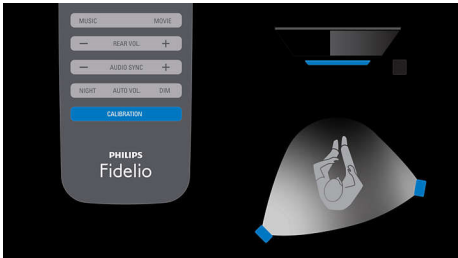 MUSIC MOVIE
— REAR VOL. +
— AUDIO SYNC +
NIGHT AUTO VOL. DIM
CALIBRATION
PHILIPS
Fidelio